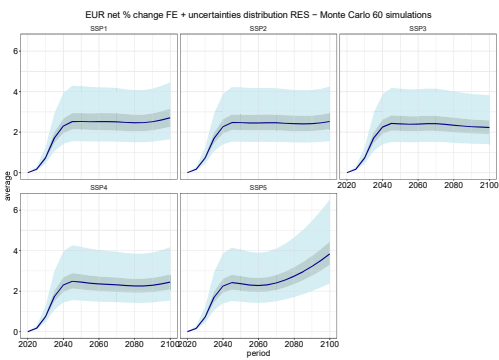 EUR net % change FE + uncertainties distribution RES − Monte Carlo 60 simulations
SSP1 SSP2 SSP3
6
4
2
0
2020 2040 2060 2080 2100
average
SSP4 SSP5
6
4
2
0
2020 2040 2060 2080 2100 2020 2040 2060 2080 2100
period